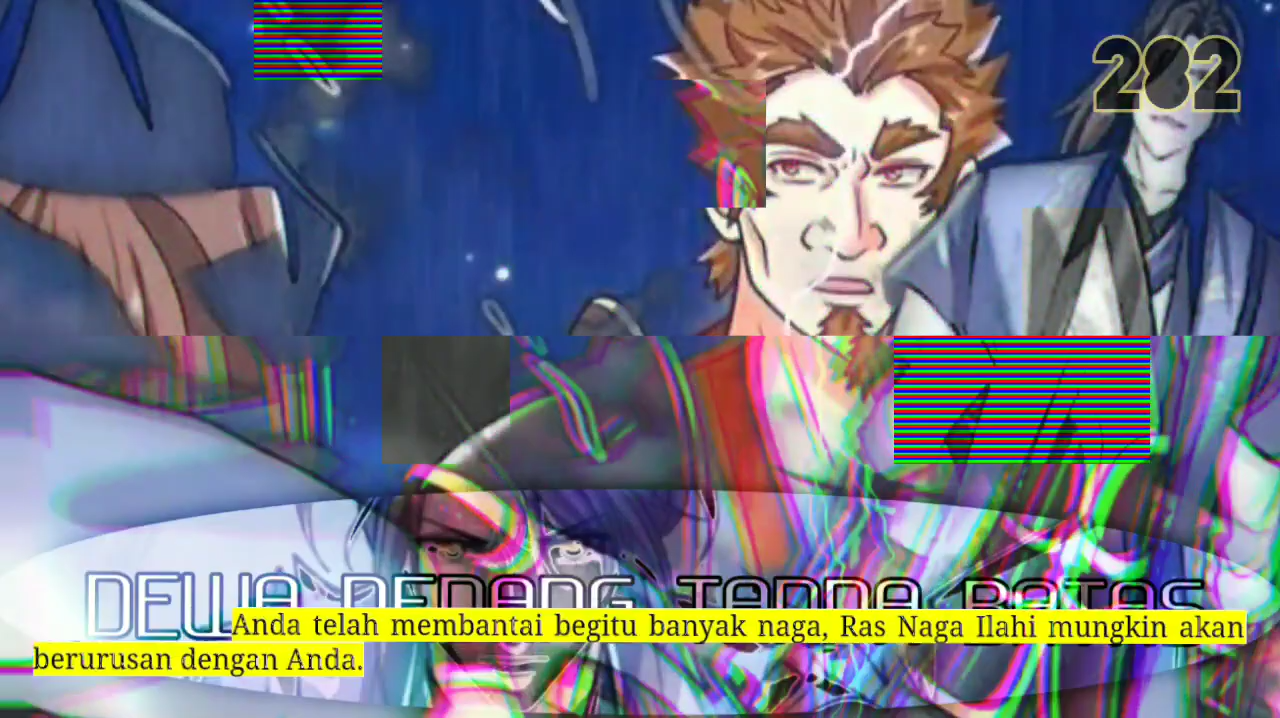 282
DEWA PEDANG TANPA BATAS
Anda telah membantai begitu banyak naga, Ras Naga Ilahi mungkin akan
berurusan dengan Anda.